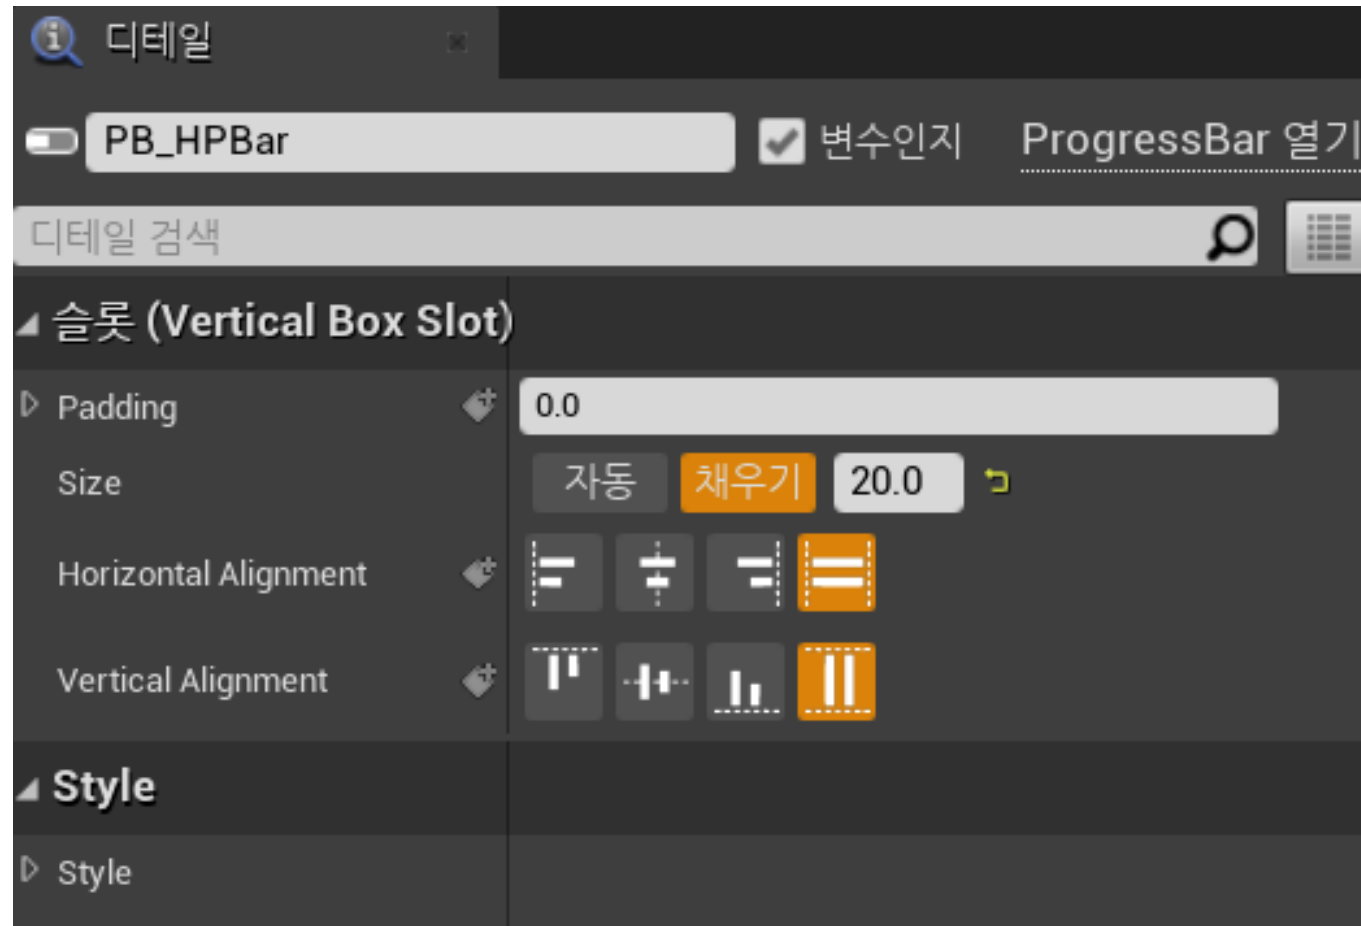 디테일
PB_HPBar 변수인지 ProgressBar 열기
디테일 검색
슬롯 (Vertical Box Slot)
Padding 0.0
Size 자동 채우기 20.0
Horizontal Alignment
Vertical Alignment
Style
Style